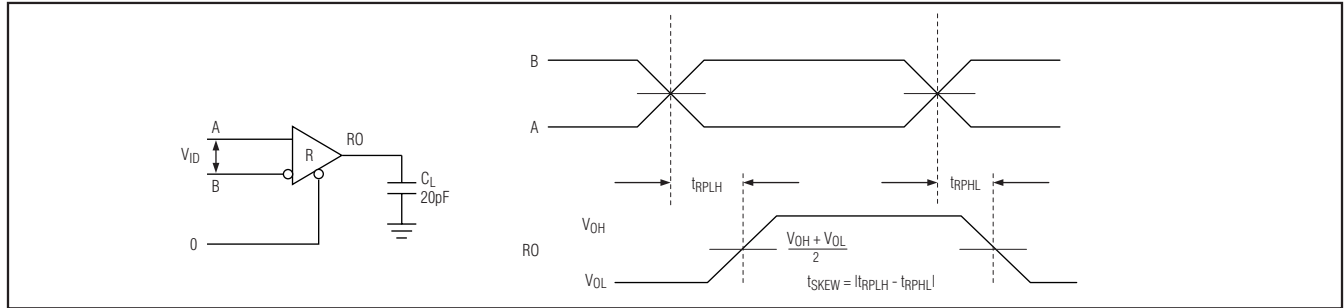 A
VID
B
R
RO
CL
20pF
0
B
A
tRPLH
tRPHL
VOH
RO
VOL
VOH + VOL
2
tSKEW = |tRPLH - tRPHL|